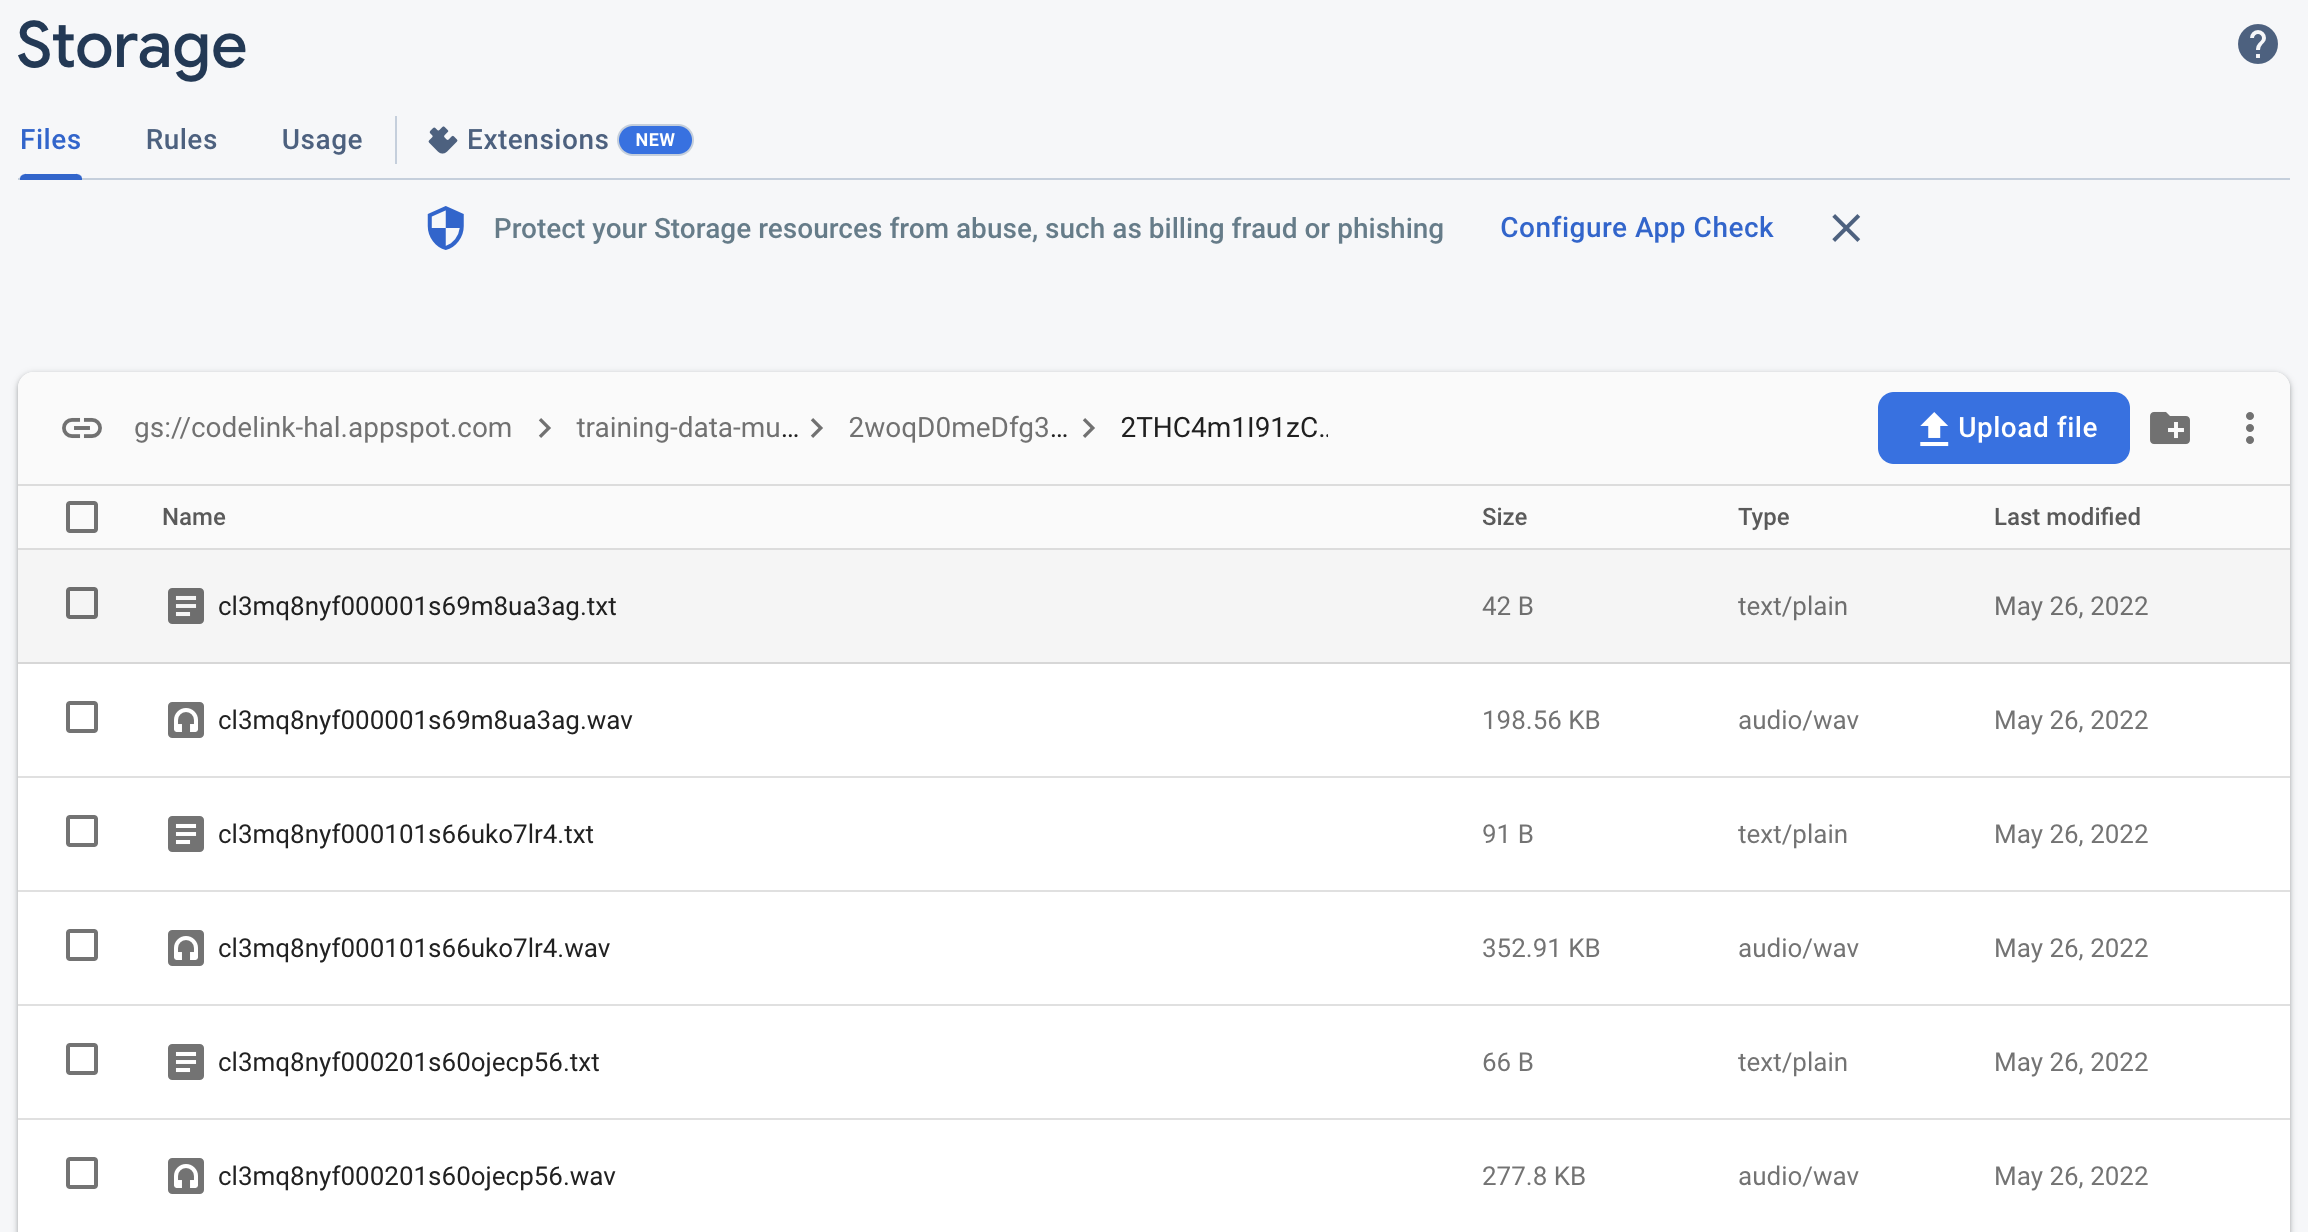 Storage
Files Rules Usage Extensions NEW
Protect your Storage resources from abuse, such as billing fraud or phishing Configure App Check
gs://codelink-hal.appspot.com training-data-mu... 2woqD0meDfg3... 2THC4m1I91zC.. Upload file
Name Size Type Last modified
cl3mq8nyf000001s69m8ua3ag.txt 42 B text/plain May 26, 2022
cl3mq8nyf000001s69m8ua3ag.wav 198.56 KB audio/wav May 26, 2022
cl3mq8nyf000101s66uko7lr4.txt 91 B text/plain May 26, 2022
cl3mq8nyf000101s66uko7lr4.wav 352.91 KB audio/wav May 26, 2022
cl3mq8nyf000201s60ojecp56.txt 66 B text/plain May 26, 2022
cl3mq8nyf000201s60ojecp56.wav 277.8 KB audio/wav May 26, 2022